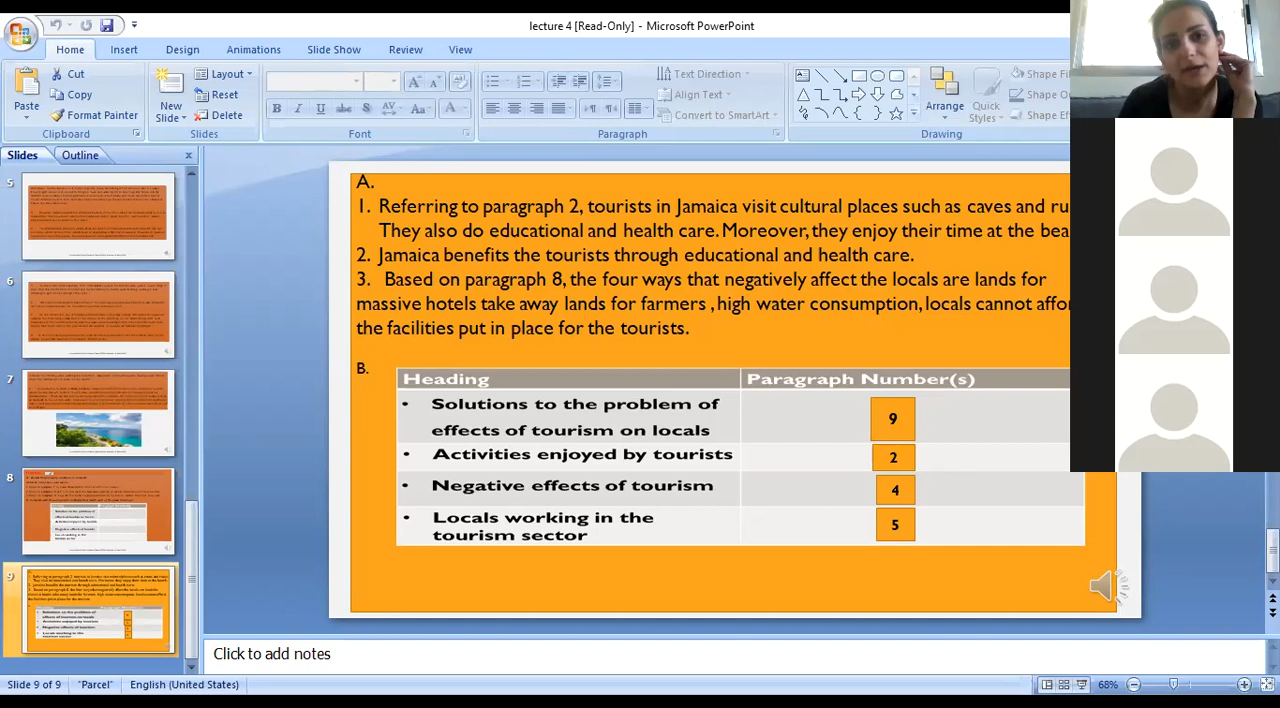 lecture 4 [Read-Only] - Microsoft PowerPoint
Home Insert Design Animations Slide Show Review View
Cut
Copy
Format Painter
Paste
Clipboard
New
Slide
Layout
Reset
Delete
Slides
Font
Text Direction
Align Text
Convert to SmartArt
Paragraph
Arrange
Quick
Styles
Shape
Shape
Shape
Drawing
Slides Outline
5
6
7
8
9
A.
1. Referring to paragraph 2, tourists in Jamaica visit cultural places such as caves and
They also do educational and health care. Moreover, they enjoy their time at the
2. Jamaica benefits the tourists through educational and health care.
3. Based on paragraph 8, the four ways that negatively affect the locals are lands for
massive hotels take away lands for farmers , high water consumption, locals cannot
the facilities put in place for the tourists.
B.
Heading Paragraph Number(s)
• Solutions to the problem of
effects of tourism on locals 9
• Activities enjoyed by tourists 2
• Negative effects of tourism 4
• Locals working in the
tourism sector 5
Click to add notes
Slide 9 of 9 "Parcel" English (United States) 68%